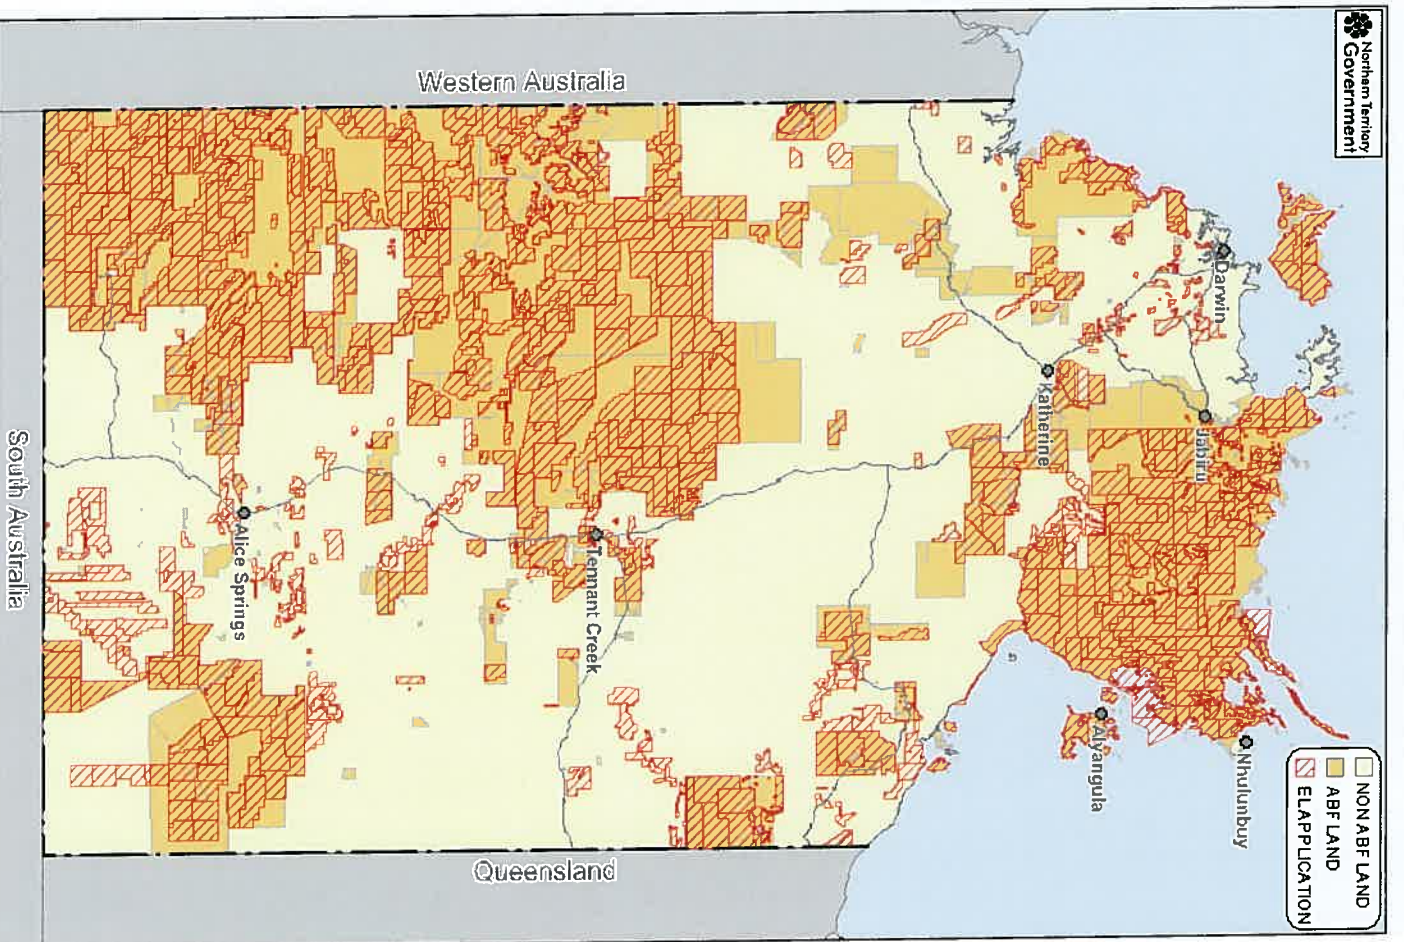 Northern Territory
Government
Western Australia
Darwin
Katherine
Jabiru
Nhulunbuy
Alyangula
Tennant Creek
Alice Springs
South Australia
Queensland
NON ABF LAND
ABF LAND
EL APPLICATION